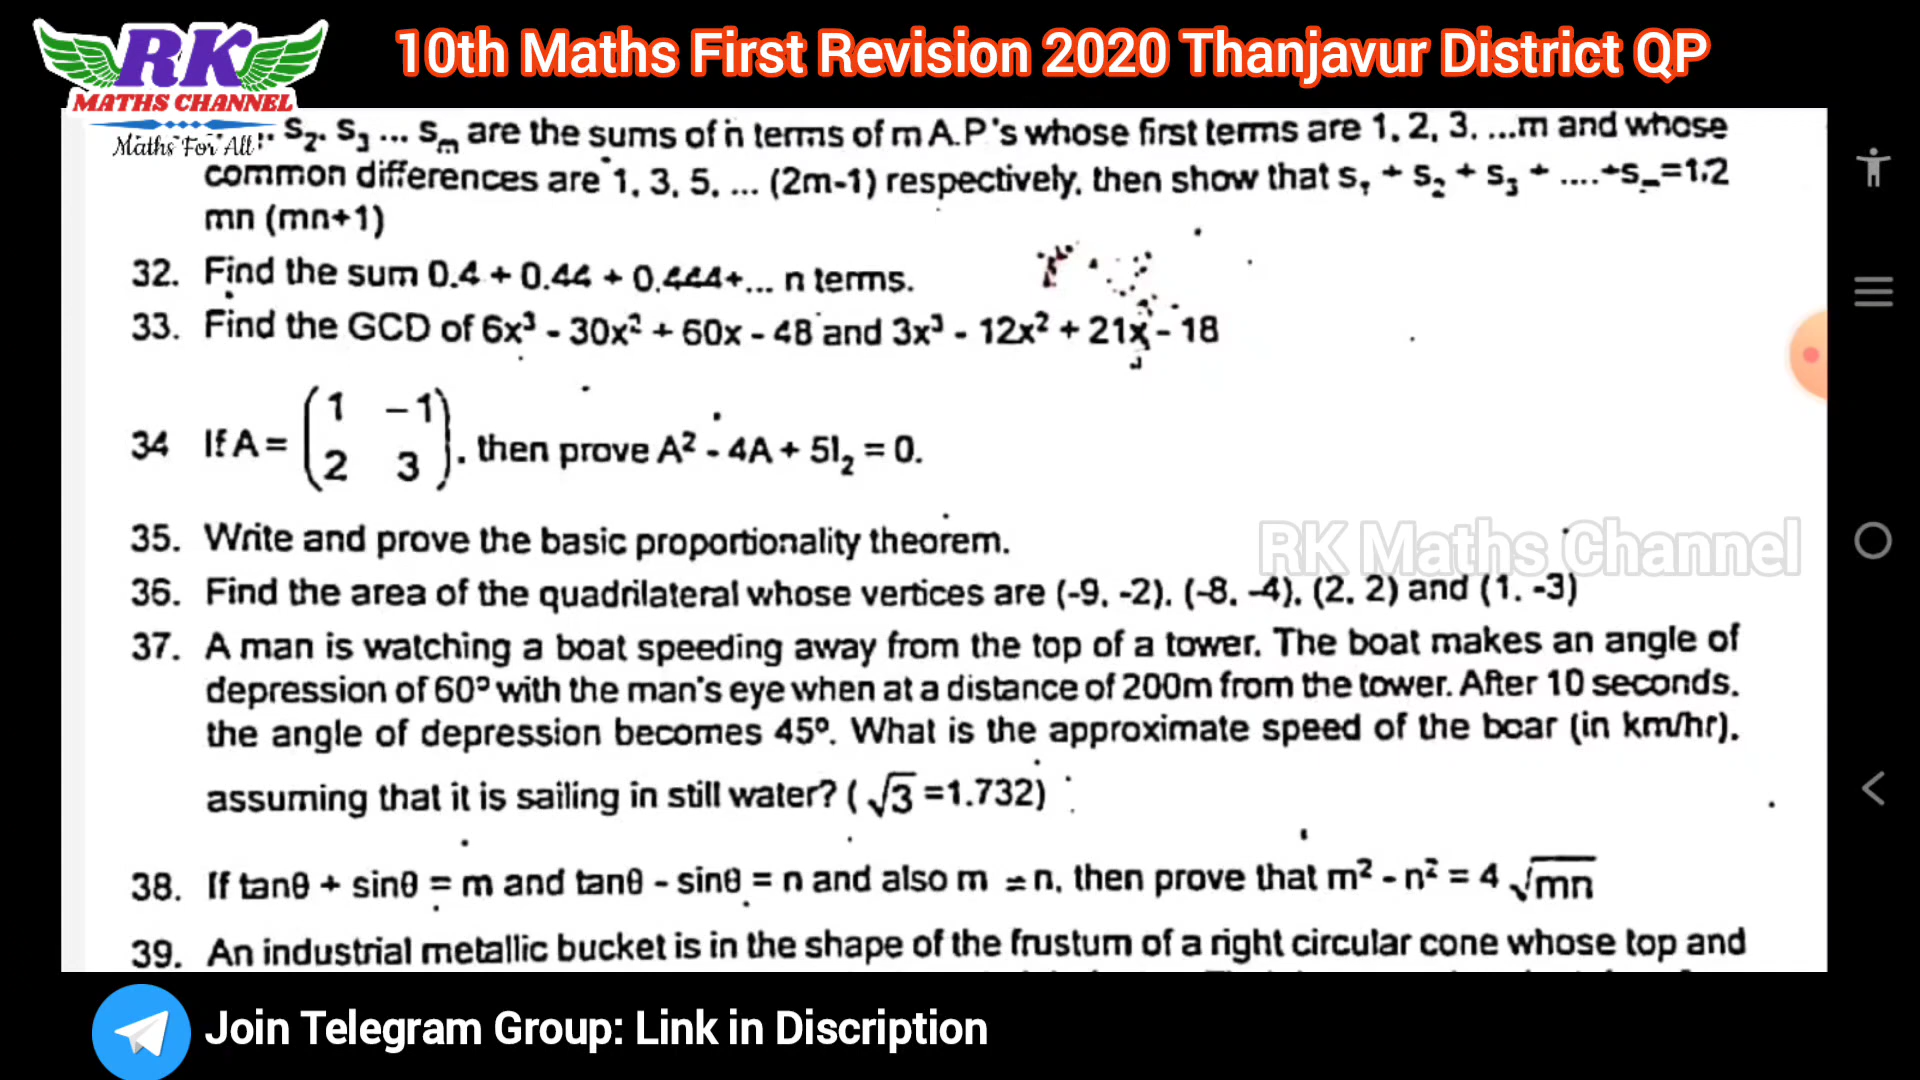 RK
MATHS CHANNEL
Maths For All
10th Maths First Revision 2020 Thanjavur District QP
S₂. S₃ ... Sₘ are the sums of n terms of m A.P's whose first terms are 1, 2, 3. ...m and whose
common differences are 1, 3, 5, ... (2m-1) respectively, then show that s₁ + s₂ + s₃ + ....+s =1.2
mn (mn+1)
32. Find the sum 0.4 + 0.44 + 0.444+... n terms.
33. Find the GCD of 6x³ - 30x² + 60x - 48 and 3x³ - 12x² + 21x - 18
34 If A = (1 -1
2 3). then prove A² - 4A + 5I₂ = 0.
35. Write and prove the basic proportionality theorem.
RK Maths Channel
36. Find the area of the quadrilateral whose vertices are (-9, -2). (-8, -4). (2, 2) and (1, -3)
37. A man is watching a boat speeding away from the top of a tower. The boat makes an angle of
depression of 60° with the man's eye when at a distance of 200m from the tower. After 10 seconds.
the angle of depression becomes 45°. What is the approximate speed of the bcar (in km/hr).
assuming that it is sailing in still water? ( √3 =1.732)
38. If tanθ + sinθ = m and tanθ - sinθ = n and also m ≠ n, then prove that m² - n² = 4 √mn
39. An industrial metallic bucket is in the shape of the frustum of a right circular cone whose top and
Join Telegram Group: Link in Discription